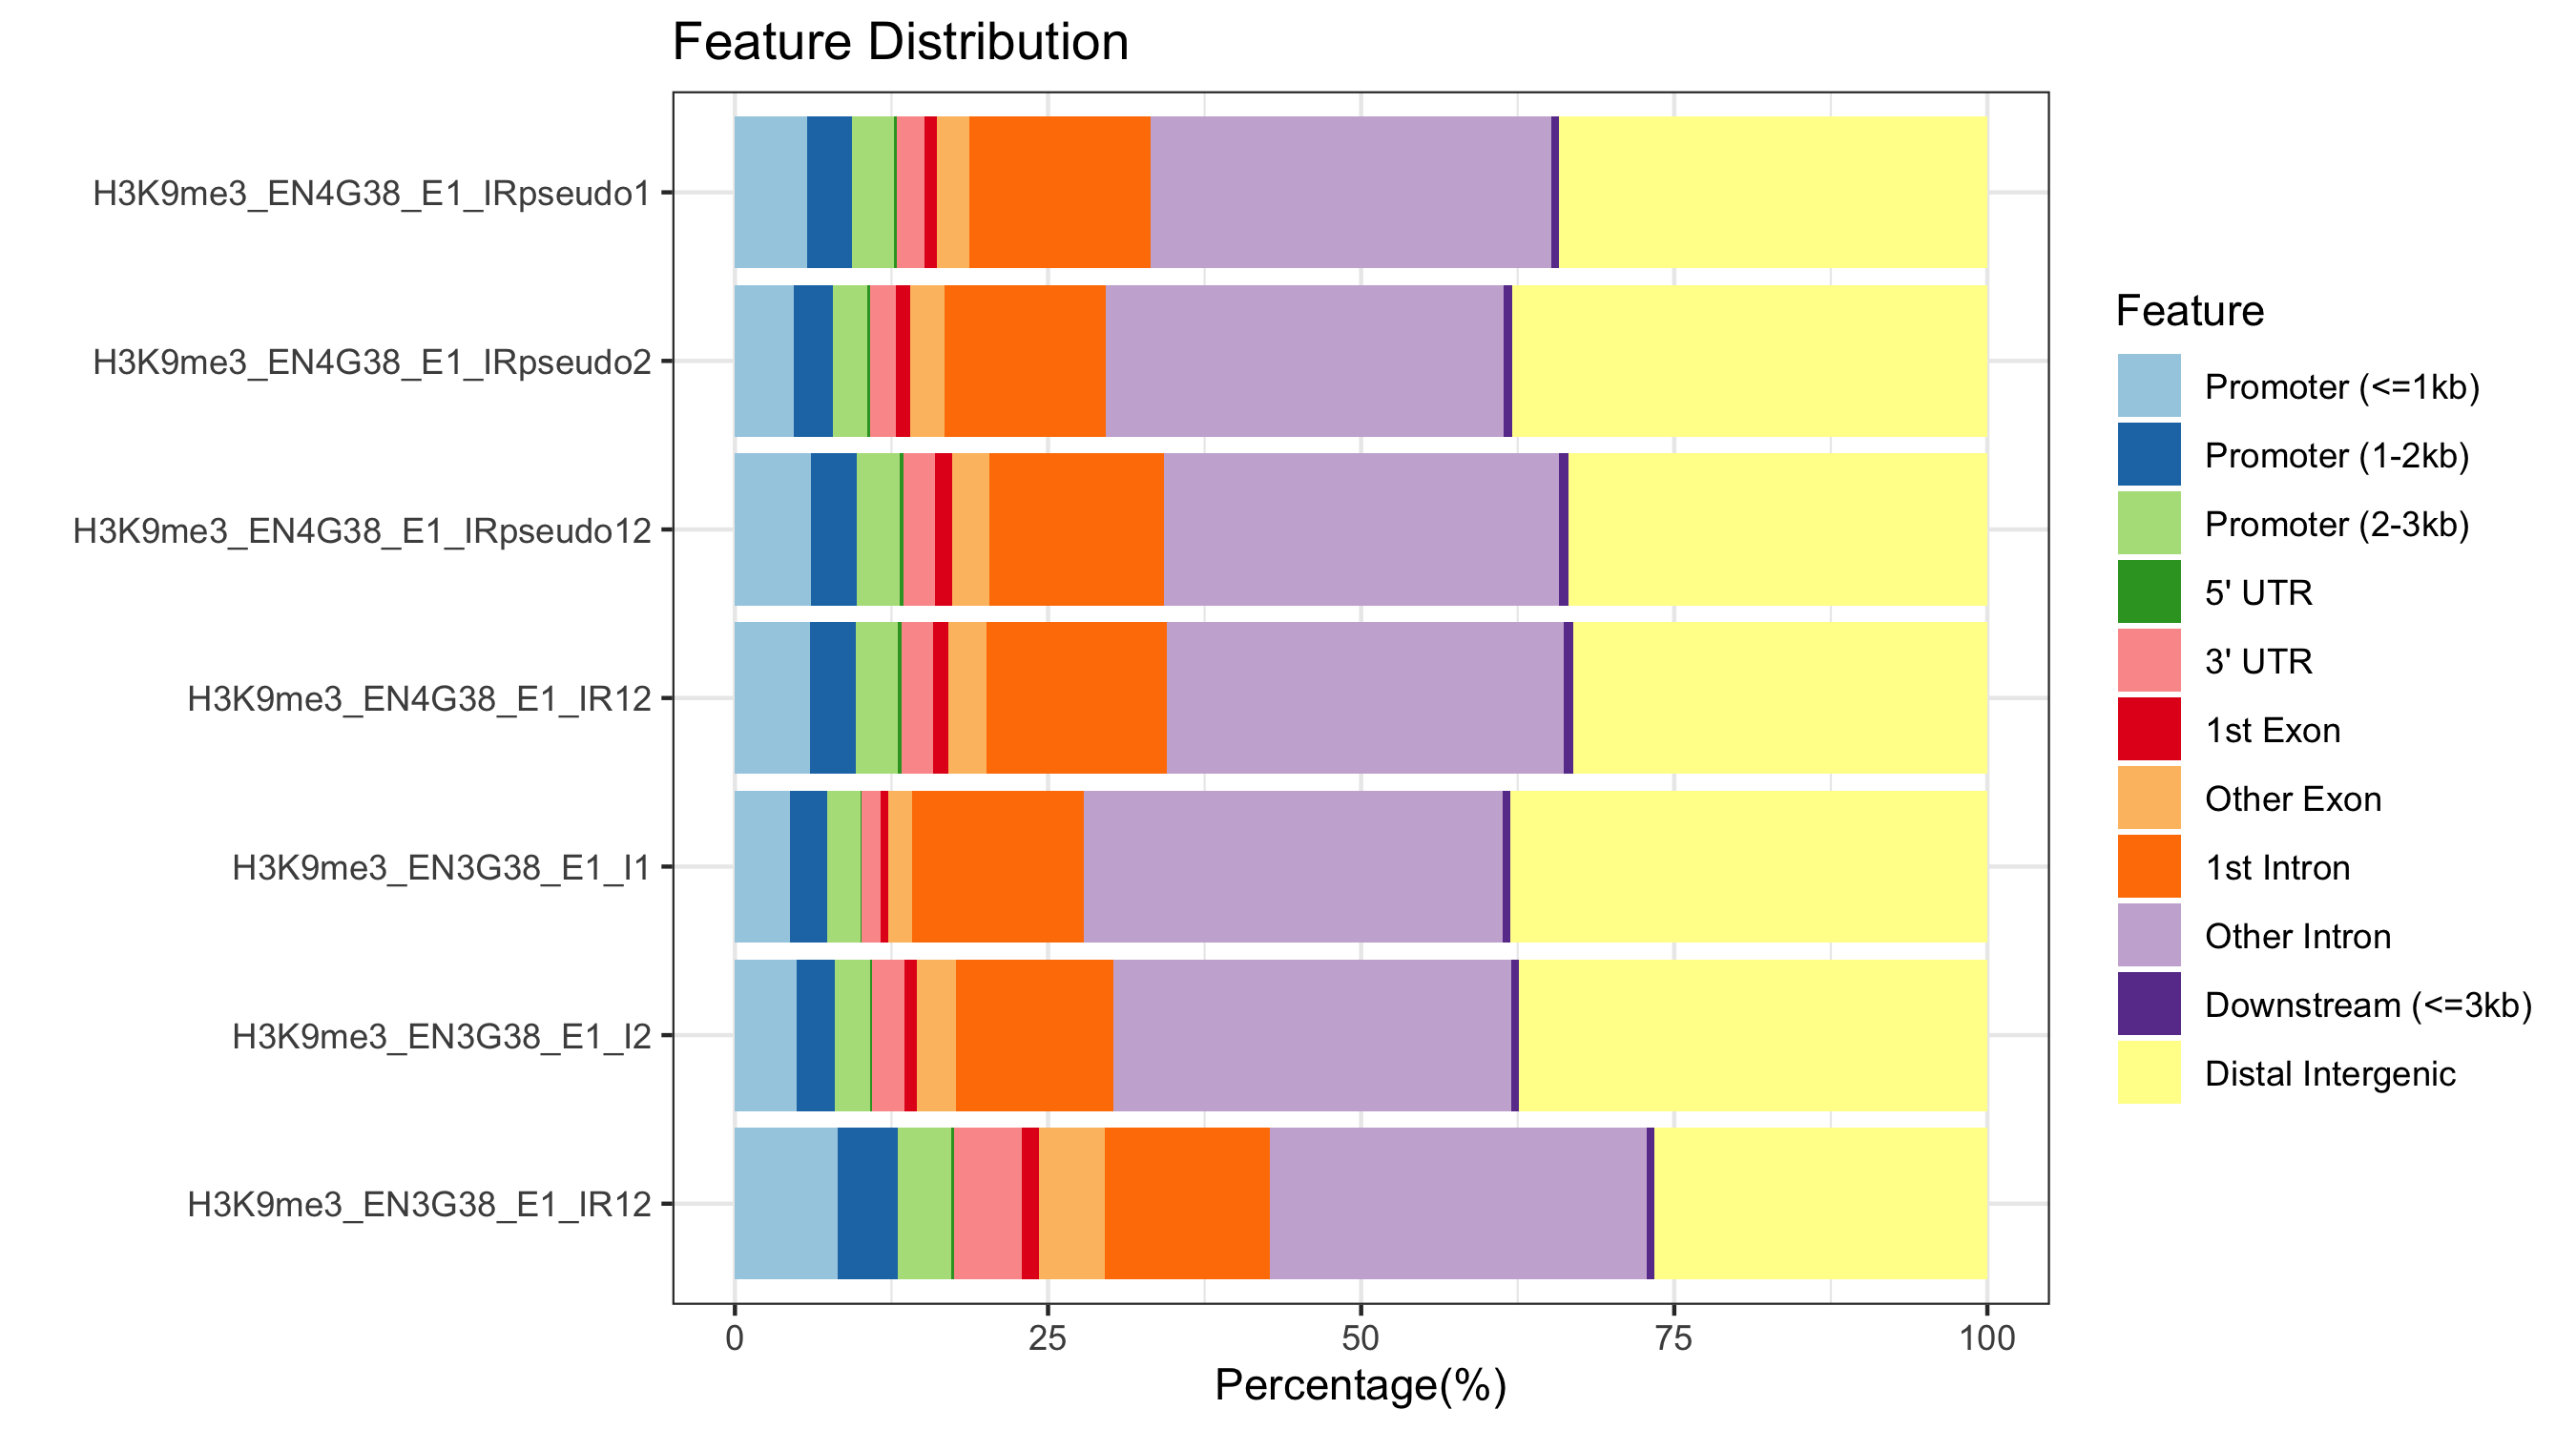 Feature Distribution
H3K9me3_EN4G38_E1_IRpseudo1
H3K9me3_EN4G38_E1_IRpseudo2
H3K9me3_EN4G38_E1_IRpseudo12
H3K9me3_EN4G38_E1_IR12
H3K9me3_EN3G38_E1_I1
H3K9me3_EN3G38_E1_I2
H3K9me3_EN3G38_E1_IR12
0 25 50 75 100
Percentage(%)
Feature
Promoter (<=1kb)
Promoter (1-2kb)
Promoter (2-3kb)
5' UTR
3' UTR
1st Exon
Other Exon
1st Intron
Other Intron
Downstream (<=3kb)
Distal Intergenic